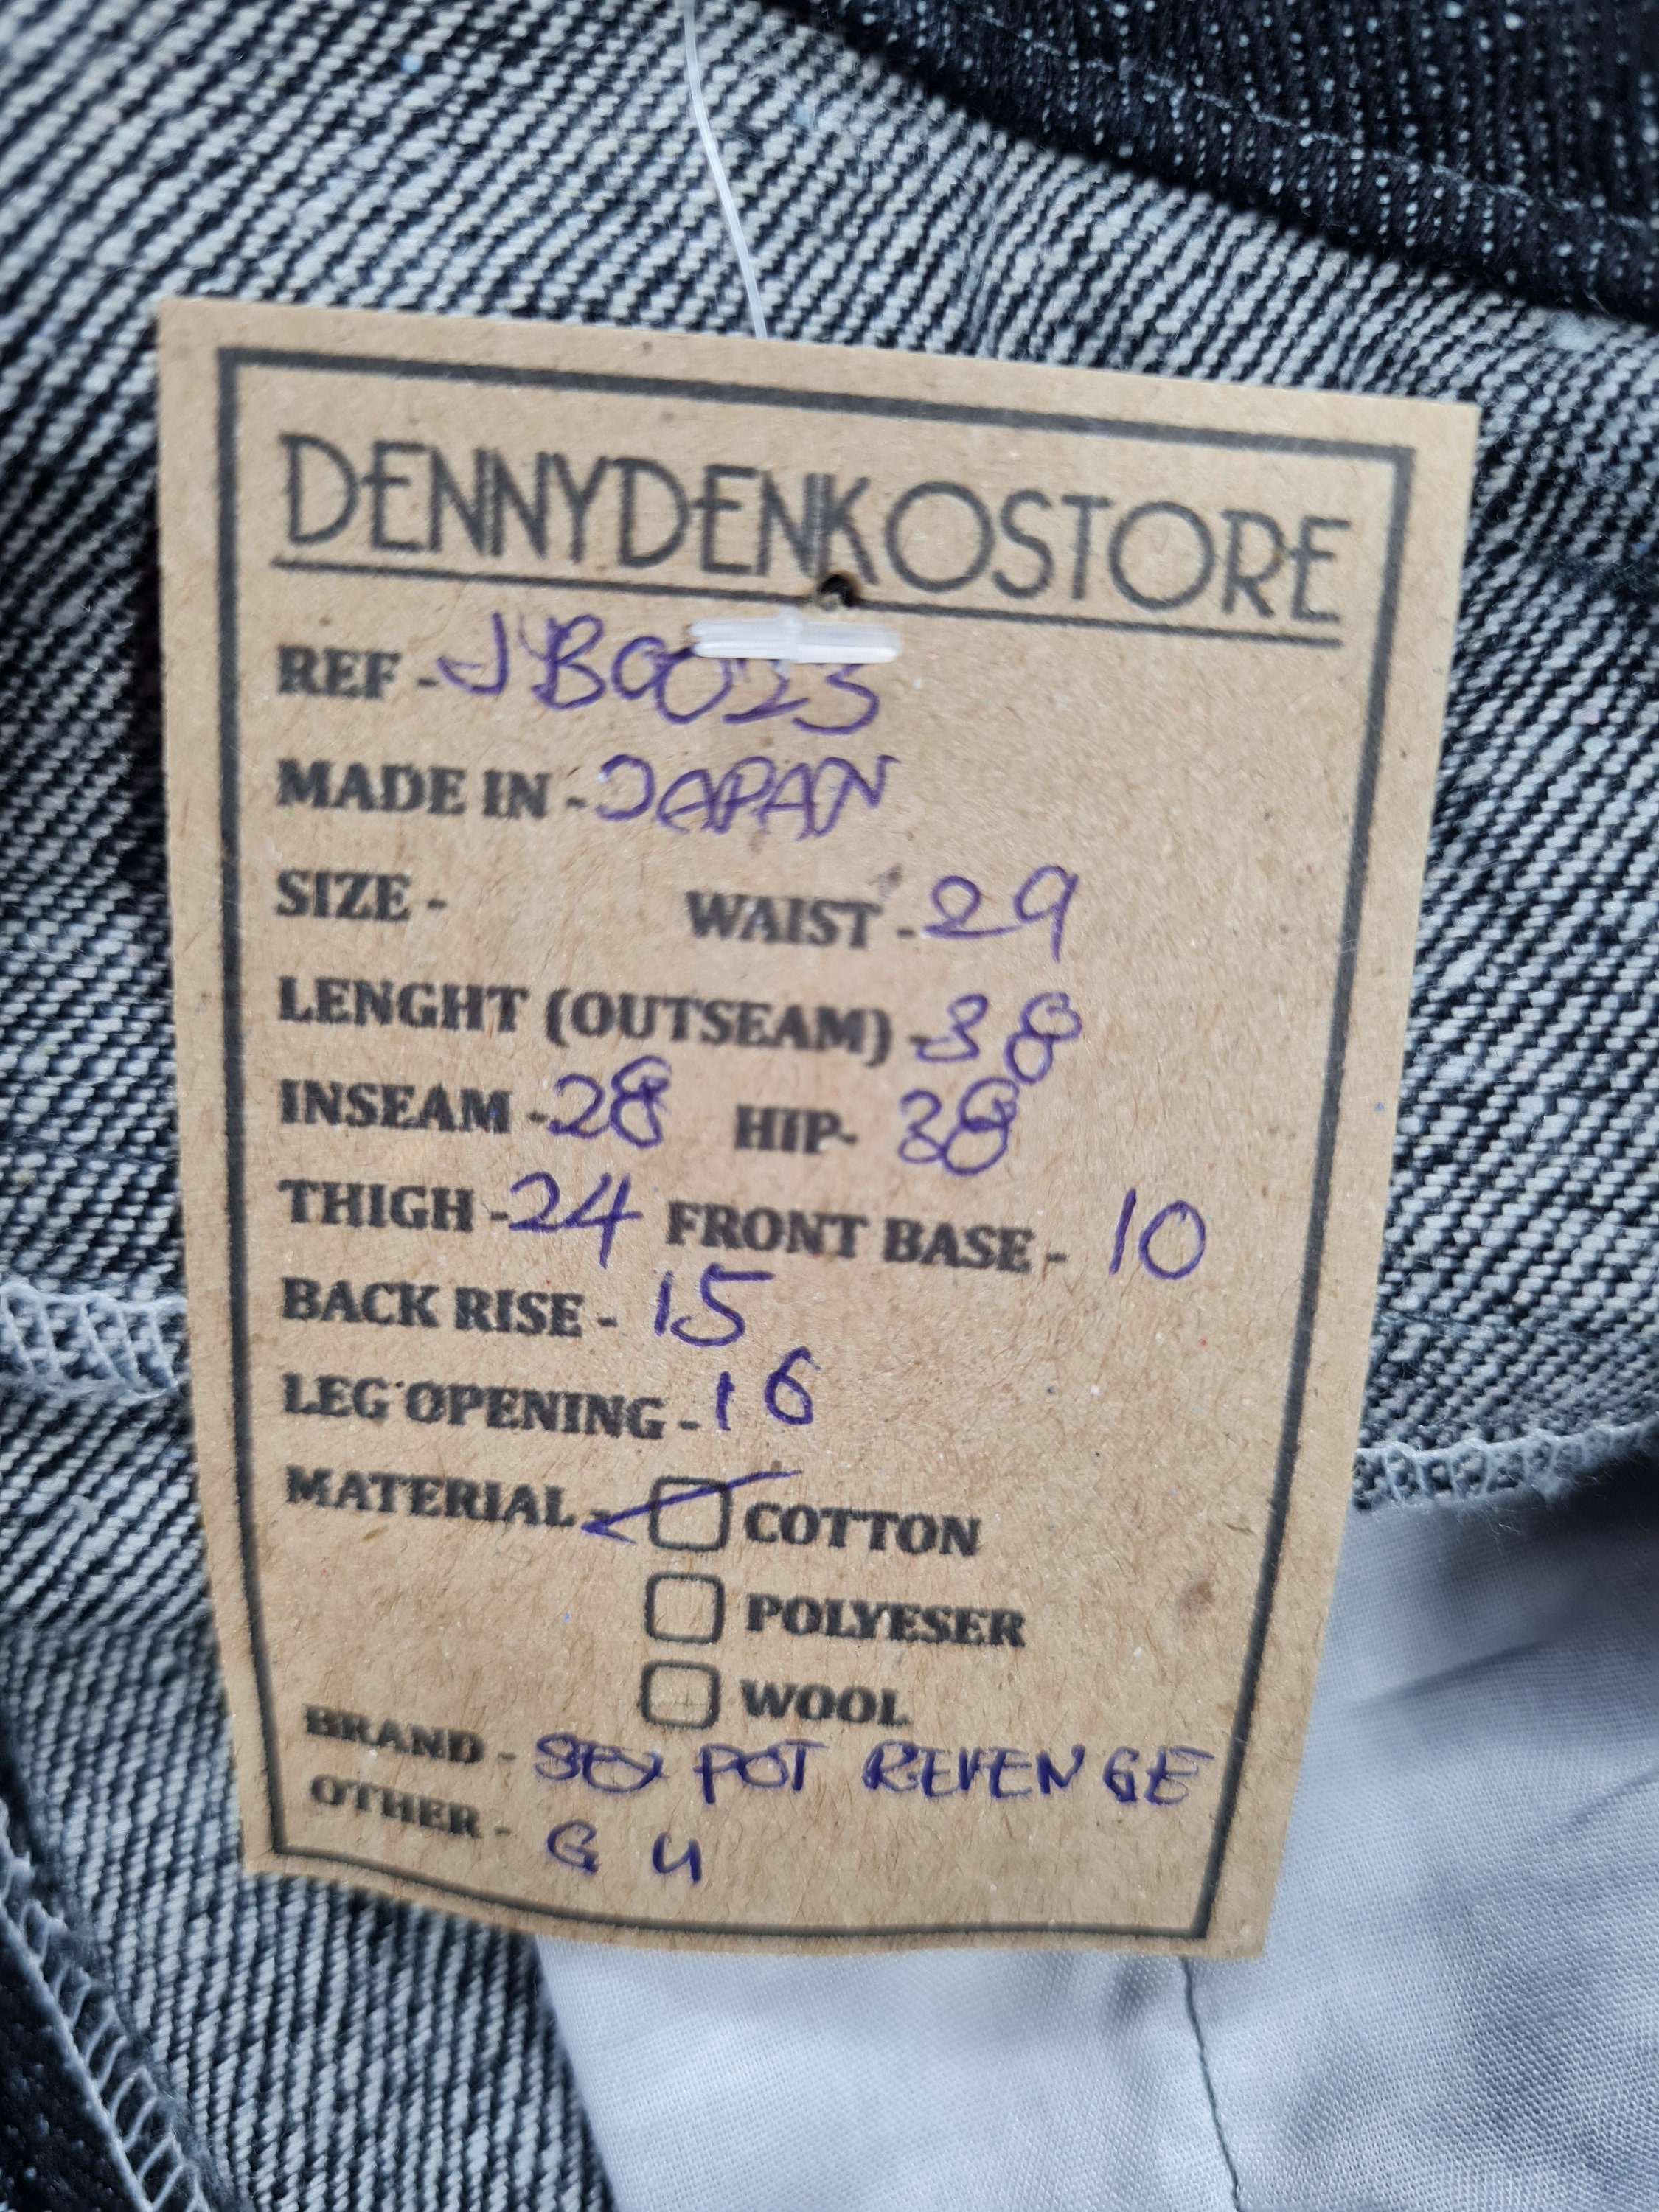 DENNYDENKOSTORE
REF - JB0023
MADE IN - JAPAN
SIZE - WAIST - 29
LENGHT (OUTSEAM) - 38
INSEAM - 28 HIP- 38
THIGH - 24 FRONT BASE - 10
BACK RISE - 15
LEG OPENING - 16
MATERIAL - COTTON
POLYESER
WOOL
BRAND - SEX POT REVENGE
OTHER - G 4